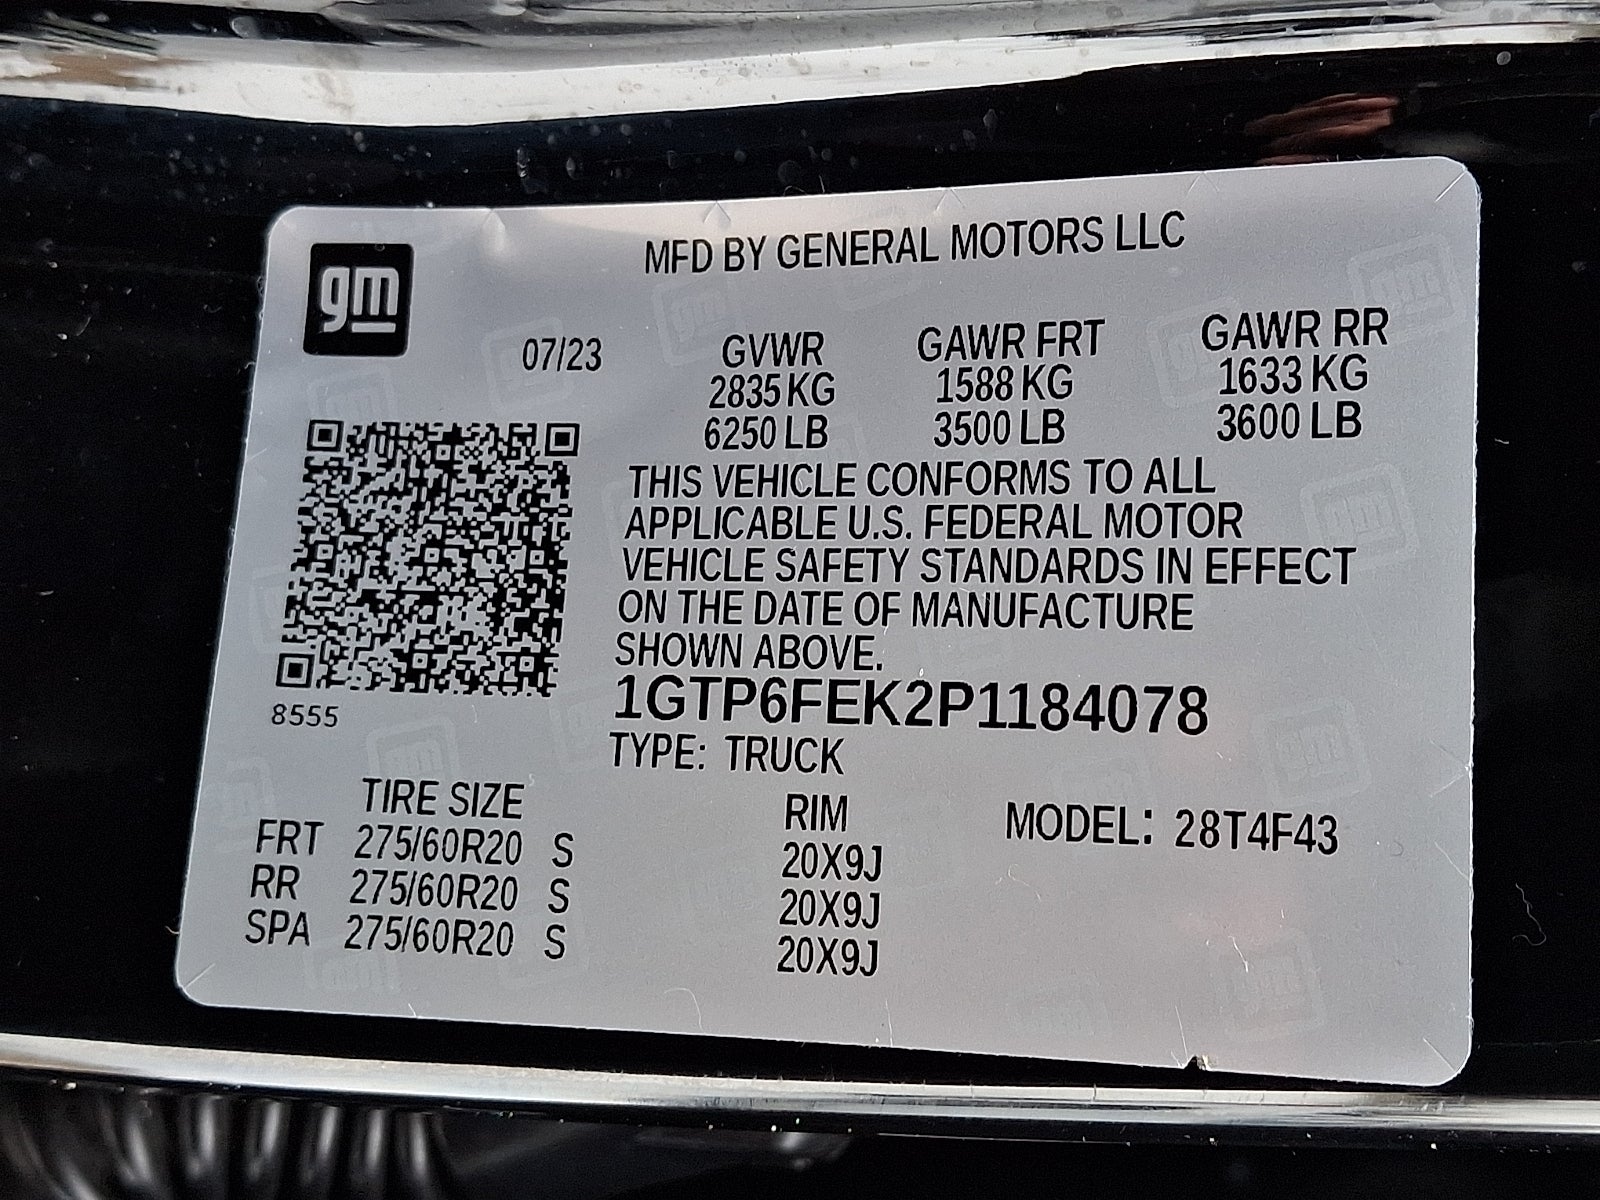 gm
MFD BY GENERAL MOTORS LLC
07/23
GVWR GAWR FRT GAWR RR
2835 KG 1588 KG 1633 KG
6250 LB 3500 LB 3600 LB
THIS VEHICLE CONFORMS TO ALL
APPLICABLE U.S. FEDERAL MOTOR
VEHICLE SAFETY STANDARDS IN EFFECT
ON THE DATE OF MANUFACTURE
SHOWN ABOVE.
1GTP6FEK2P1184078
8555
TYPE: TRUCK
TIRE SIZE RIM MODEL: 28T4F43
FRT 275/60R20 S 20X9J
RR 275/60R20 S 20X9J
SPA 275/60R20 S 20X9J